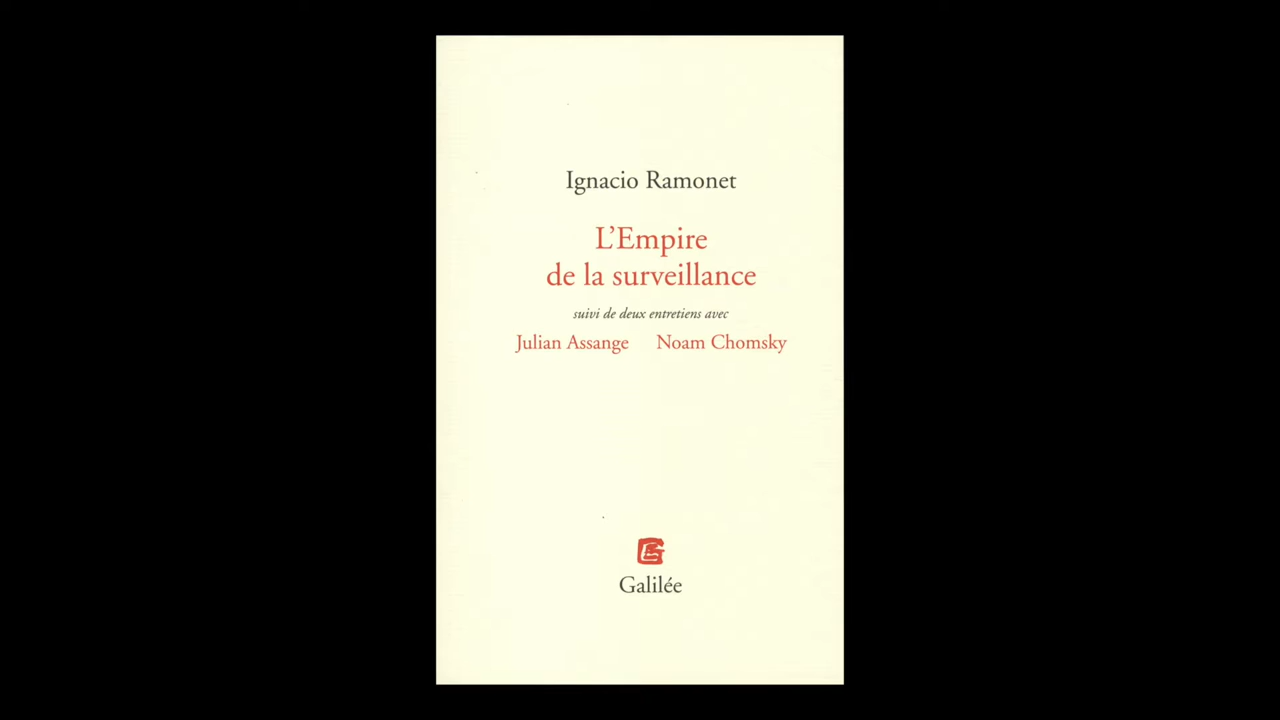 Ignacio Ramonet
L’Empire
de la surveillance
suivi de deux entretiens avec
Julian Assange Noam Chomsky
Galilée